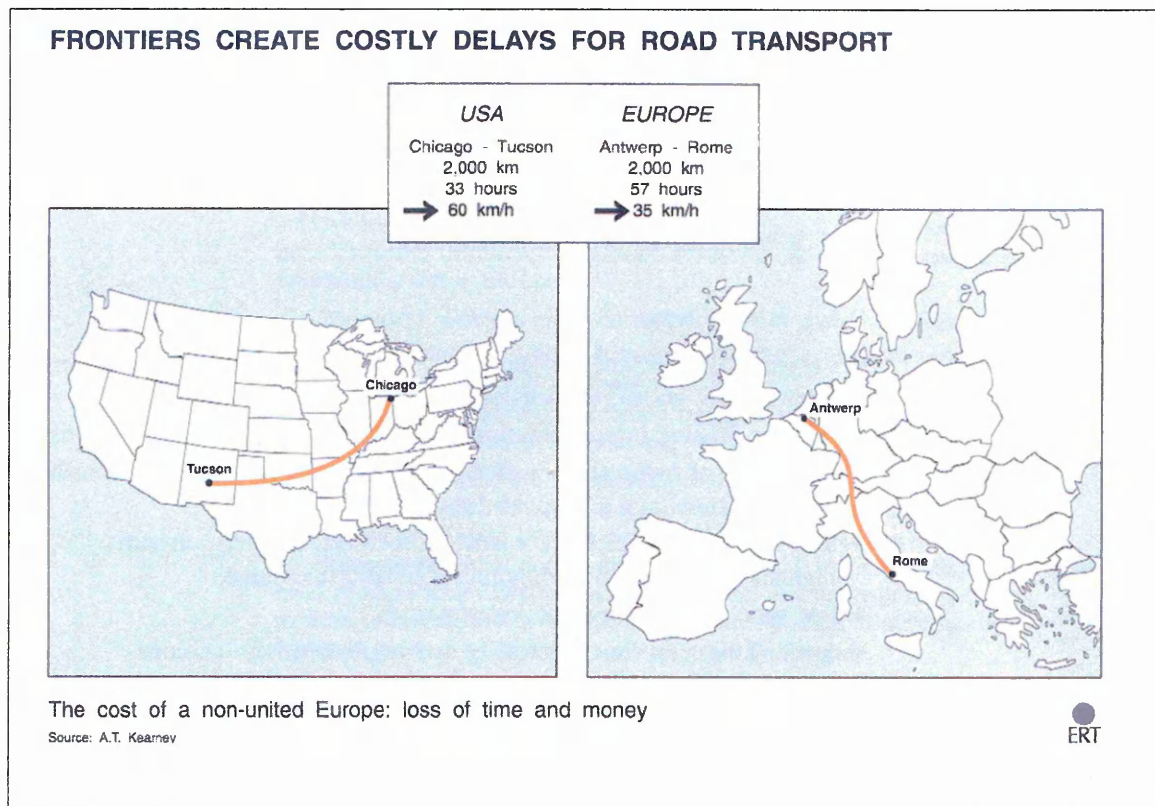 FRONTIERS CREATE COSTLY DELAYS FOR ROAD TRANSPORT
USA
Chicago - Tucson
2,000 km
33 hours
→ 60 km/h
EUROPE
Antwerp - Rome
2,000 km
57 hours
→ 35 km/h
Chicago
Tucson
Antwerp
Rome
The cost of a non-united Europe: loss of time and money
Source: A.T. Kearney
ERT